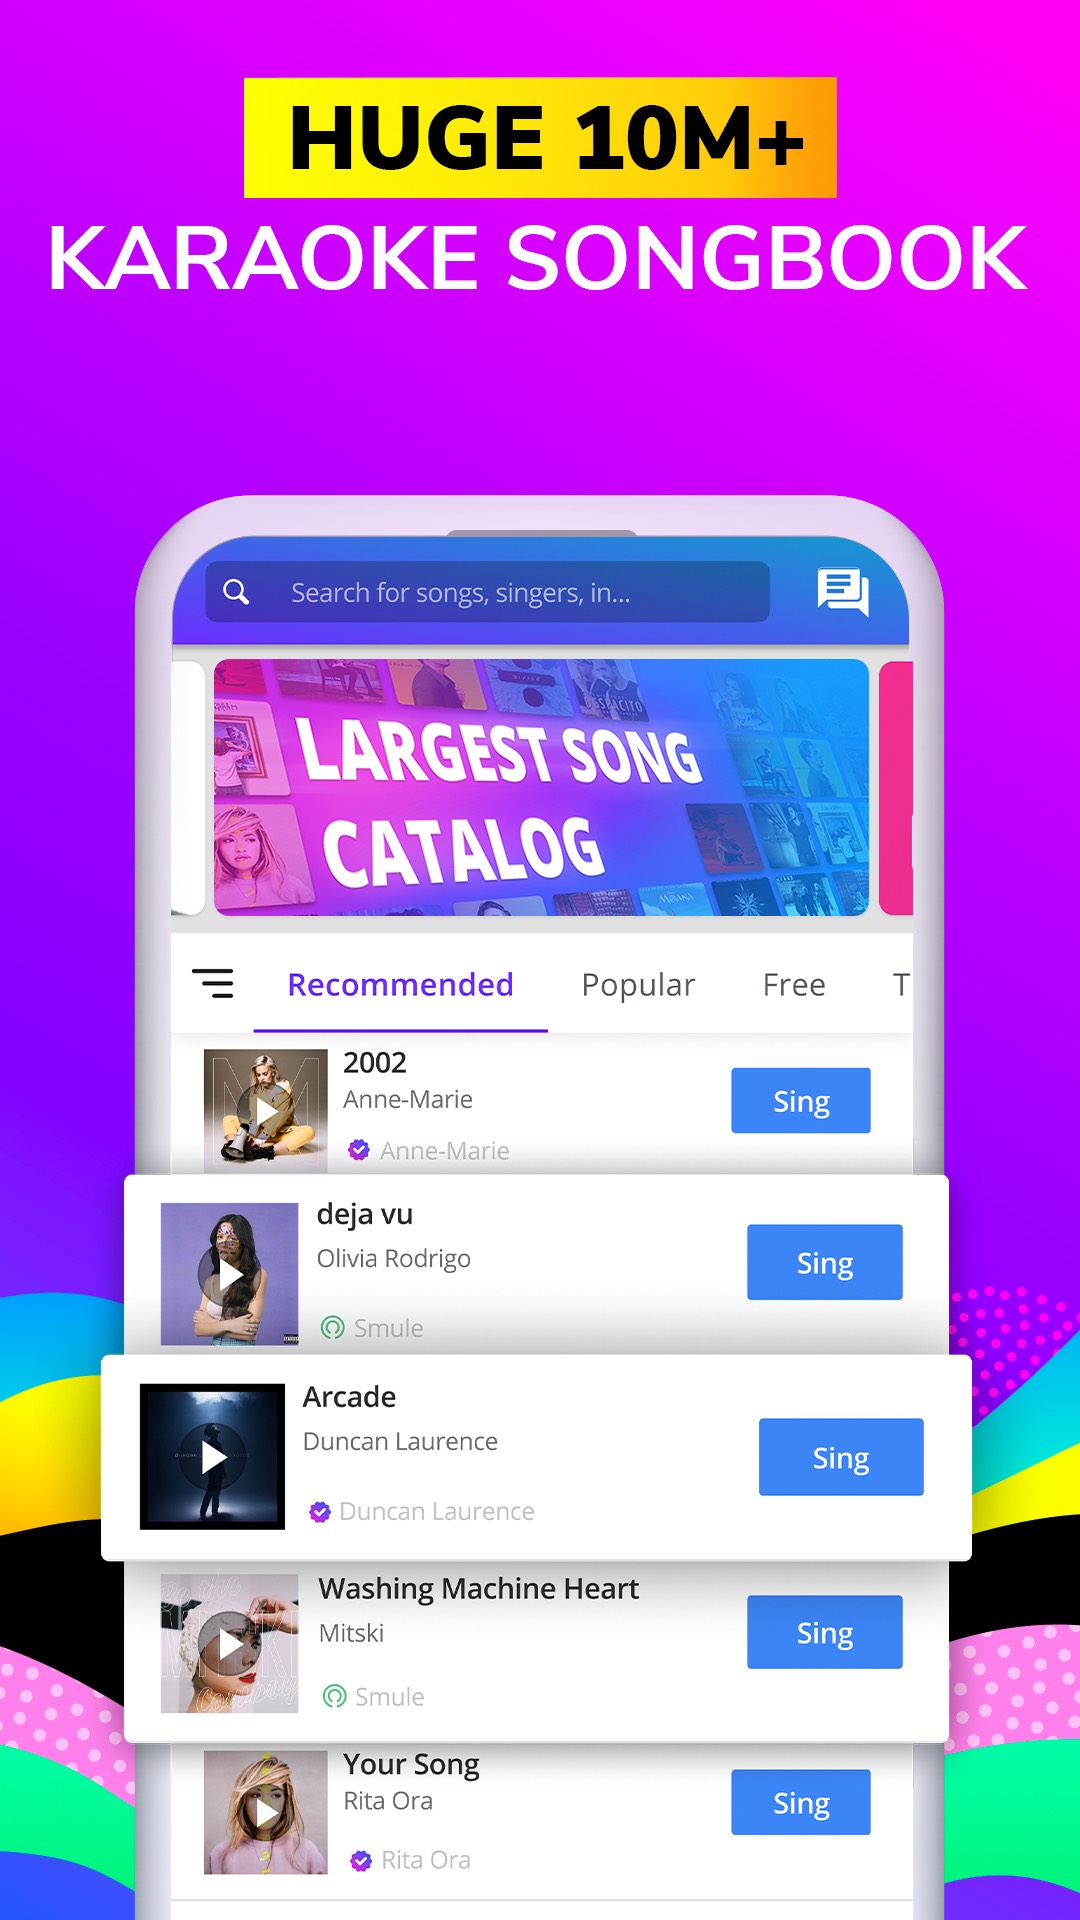 HUGE 10M+
KARAOKE SONGBOOK
Search for songs, singers, in...
DESPACITO
LARGEST SONG
CATALOG
MOANA
Recommended Popular Free T
2002
Anne-Marie
Sing
Anne-Marie
deja vu
Olivia Rodrigo
Sing
Smule
Arcade
Duncan Laurence
Sing
Duncan Laurence
Washing Machine Heart
Mitski
Sing
Smule
Your Song
Rita Ora
Sing
Rita Ora